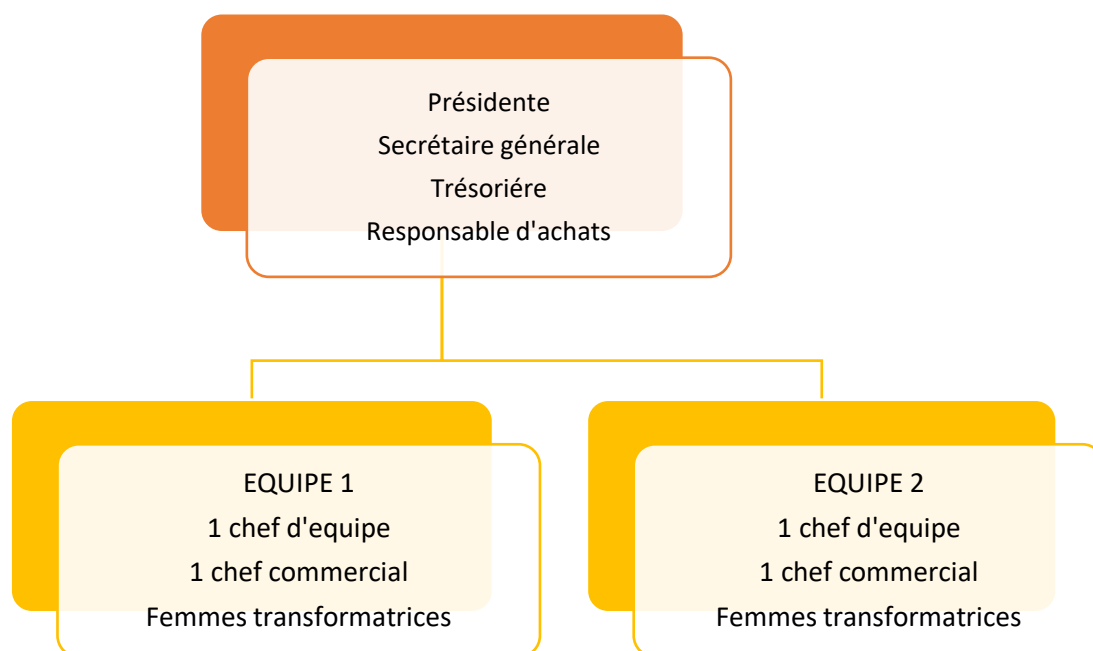 Présidente
Secrétaire générale
Trésoriére
Responsable d'achats
EQUIPE 1
1 chef d'equipe
1 chef commercial
Femmes transformatrices
EQUIPE 2
1 chef d'equipe
1 chef commercial
Femmes transformatrices